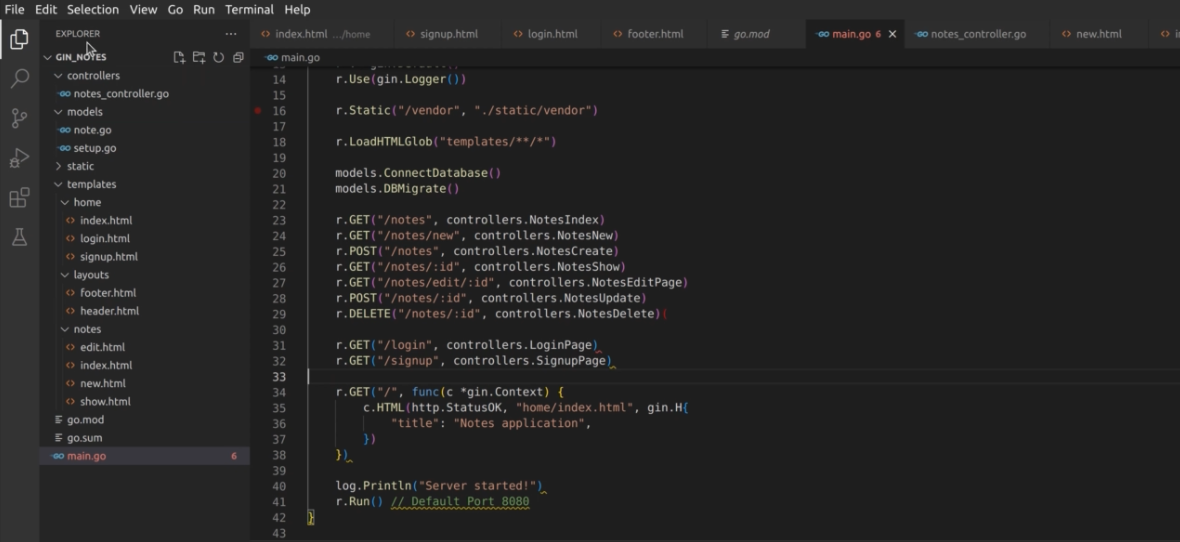 File Edit Selection View Go Run Terminal Help
EXPLORER ...
index.html .../home signup.html login.html footer.html go.mod main.go 6 notes_controller.go new.html
GIN_NOTES
main.go
controllers
notes_controller.go
models
note.go
setup.go
static
templates
home
index.html
login.html
signup.html
layouts
footer.html
header.html
notes
edit.html
index.html
new.html
show.html
go.mod
go.sum
main.go 6
14 r.Use(gin.Logger())
15
16 r.Static("/vendor", "./static/vendor")
17
18 r.LoadHTMLGlob("templates/**/*")
19
20 models.ConnectDatabase()
21 models.DBMigrate()
22
23 r.GET("/notes", controllers.NotesIndex)
24 r.GET("/notes/new", controllers.NotesNew)
25 r.POST("/notes", controllers.NotesCreate)
26 r.GET("/notes/:id", controllers.NotesShow)
27 r.GET("/notes/edit/:id", controllers.NotesEditPage)
28 r.POST("/notes/:id", controllers.NotesUpdate)
29 r.DELETE("/notes/:id", controllers.NotesDelete)(
30
31 r.GET("/login", controllers.LoginPage)
32 r.GET("/signup", controllers.SignupPage)
33
34 r.GET("/", func(c *gin.Context) {
35 c.HTML(http.StatusOK, "home/index.html", gin.H{
36 "title": "Notes application",
37 })
38 })
39
40 log.Println("Server started!")
41 r.Run() // Default Port 8080
42 }
43